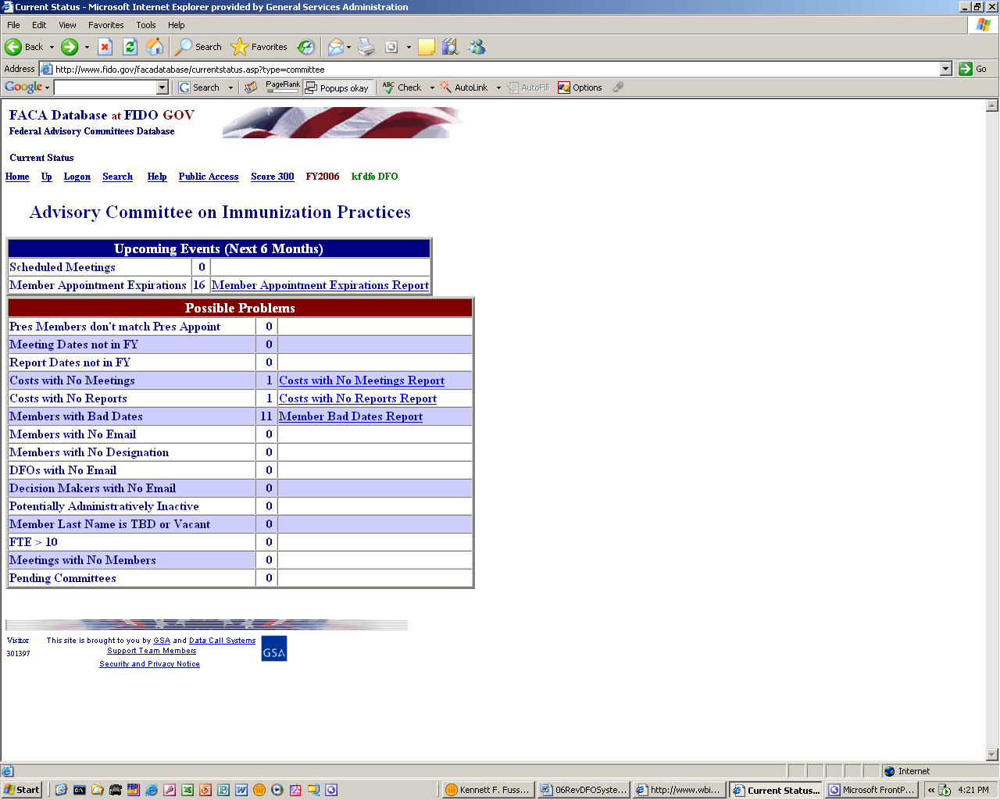 Current Status - Microsoft Internet Explorer provided by General Services Administration
File Edit View Favorites Tools Help
Back Search Favorites
Address http://www.fido.gov/facadatabase/currentstatus.asp?type=committee Go
Google Search PageRank Popups okay ABC Check AutoLink AutoFill Options
FACA Database at FIDO GOV
Federal Advisory Committees Database
Current Status
Home Up Logon Search Help Public Access Score 300 FY2006 kf dfo DFO
Advisory Committee on Immunization Practices
Upcoming Events (Next 6 Months)
Scheduled Meetings 0
Member Appointment Expirations 16 Member Appointment Expirations Report
Possible Problems
Pres Members don't match Pres Appoint 0
Meeting Dates not in FY 0
Report Dates not in FY 0
Costs with No Meetings 1 Costs with No Meetings Report
Costs with No Reports 1 Costs with No Reports Report
Members with Bad Dates 11 Member Bad Dates Report
Members with No Email 0
Members with No Designation 0
DFOs with No Email 0
Decision Makers with No Email 0
Potentially Administratively Inactive 0
Member Last Name is TBD or Vacant 0
FTE > 10 0
Meetings with No Members 0
Pending Committees 0
Visitor This site is brought to you by GSA and Data Call Systems
301397 Support Team Members GSA
Security and Privacy Notice
Internet
Start Kennett F. Fuss... 06RevDFOSyste... http://www.wbi... Current Status... Microsoft FrontP... « 4:21 PM